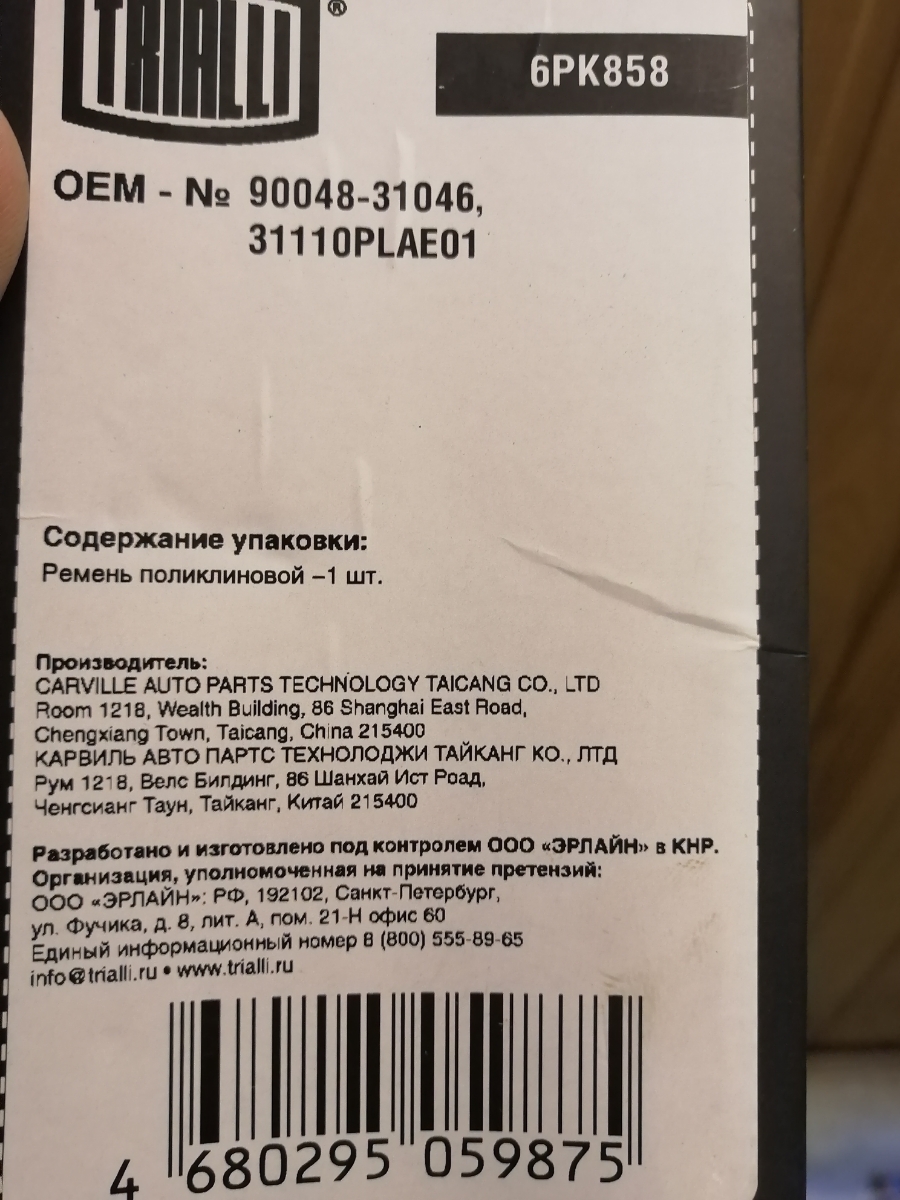 TRIALLI®
6PK858
OEM - № 90048-31046,
31110PLAE01
Содержание упаковки:
Ремень поликлиновой –1 шт.
Производитель:
CARVILLE AUTO PARTS TECHNOLOGY TAICANG CO., LTD
Room 1218, Wealth Building, 86 Shanghai East Road,
Chengxiang Town, Taicang, China 215400
КАРВИЛЬ АВТО ПАРТС ТЕХНОЛОДЖИ ТАЙКАНГ КО., ЛТД
Рум 1218, Велс Билдинг, 86 Шанхай Ист Роад,
Ченгсианг Таун, Тайканг, Китай 215400
Разработано и изготовлено под контролем ООО «ЭРЛАЙН» в КНР.
Организация, уполномоченная на принятие претензий:
ООО «ЭРЛАЙН»: РФ, 192102, Санкт-Петербург,
ул. Фучика, д. 8, лит. А, пом. 21-Н офис 60
Единый информационный номер 8 (800) 555-89-65
info@trialli.ru • www.trialli.ru
4 680295 059875